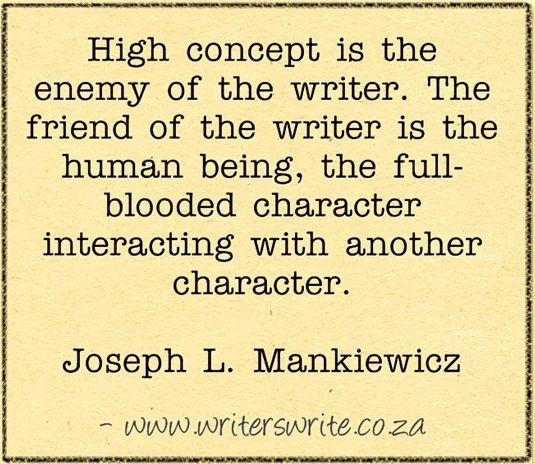 High concept is the
enemy of the writer. The
friend of the writer is the
human being, the full-
blooded character
interacting with another
character.
Joseph L. Mankiewicz
- www.writerswrite.co.za